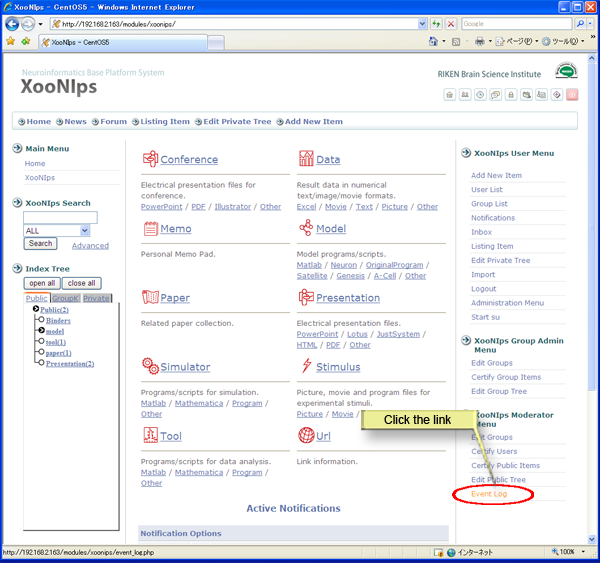 XooNIps - CentOS5 - Windows Internet Explorer
http://192.168.2.163/modules/xoonips/
Google
XooNIps - CentOS5
ページ(P)
ツール(O)
Neuroinformatics Base Platform System
XooNIps
RIKEN Brain Science Institute
Home
News
Forum
Listing Item
Edit Private Tree
Add New Item
Main Menu
Home
XooNIps
XooNIps Search
ALL
Search
Advanced
Index Tree
open all
close all
Public
GroupK
Private
Public(2)
Binders
model
tool(1)
paper(1)
Presentation(2)
Conference
Electrical presentation files for
conference.
PowerPoint / PDF / Illustrator / Other
Data
Result data in numerical
text/image/movie formats.
Excel / Movie / Text / Picture / Other
Memo
Personal Memo Pad.
Model
Model programs/scripts.
Matlab / Neuron / OriginalProgram /
Satellite / Genesis / A-Cell / Other
Paper
Related paper collection.
Presentation
Electrical presentation files.
PowerPoint / Lotus / JustSystem /
HTML / PDF / Other
Simulator
Programs/scripts for simulation.
Matlab / Mathematica / Program /
Other
Stimulus
Picture, movie and program files for
experimental stimuli.
Picture / Movie /
Tool
Programs/scripts for data analysis.
Matlab / Mathematica / Program /
Other
Url
Link information.
Active Notifications
Notification Options
XooNIps User Menu
Add New Item
User List
Group List
Notifications
Inbox
Listing Item
Edit Private Tree
Import
Logout
Administration Menu
Start su
XooNIps Group Admin
Menu
Edit Groups
Certify Group Items
Edit Group Tree
XooNIps Moderator
Menu
Edit Groups
Certify Users
Certify Public Items
Edit Public Tree
Event Log
Click the link
http://192.168.2.163/modules/xoonips/event_log.php
インターネット
100%